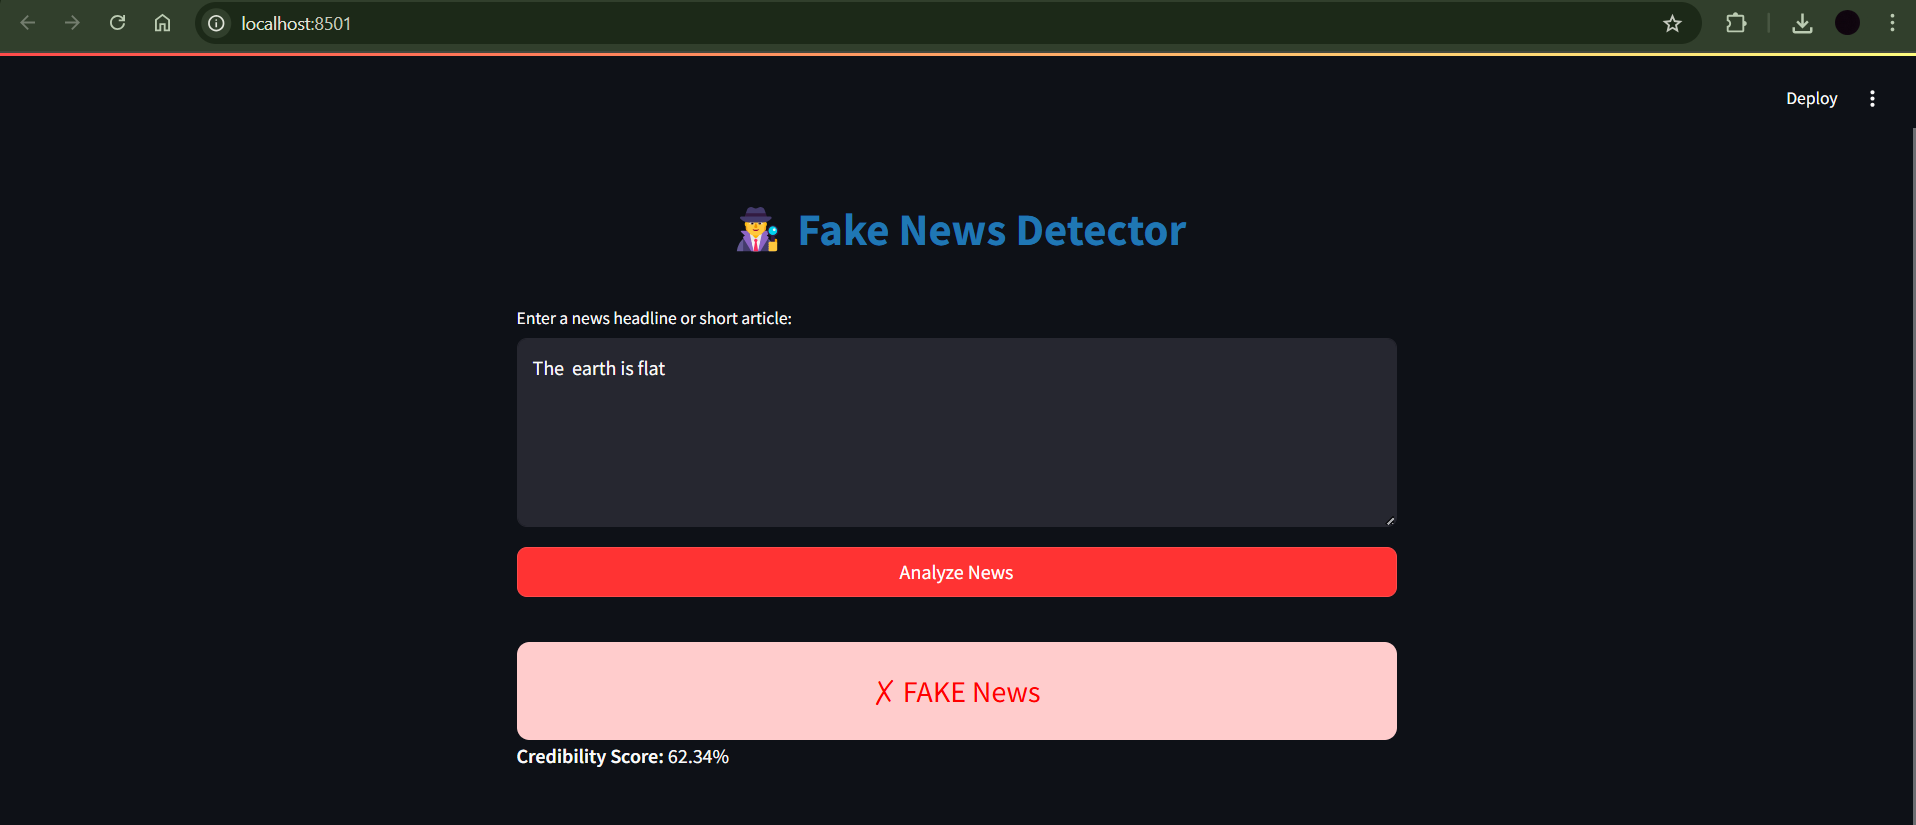 localhost:8501
Deploy
Fake News Detector
Enter a news headline or short article:
The  earth is flat
Analyze News
✗ FAKE News
Credibility Score: 62.34%